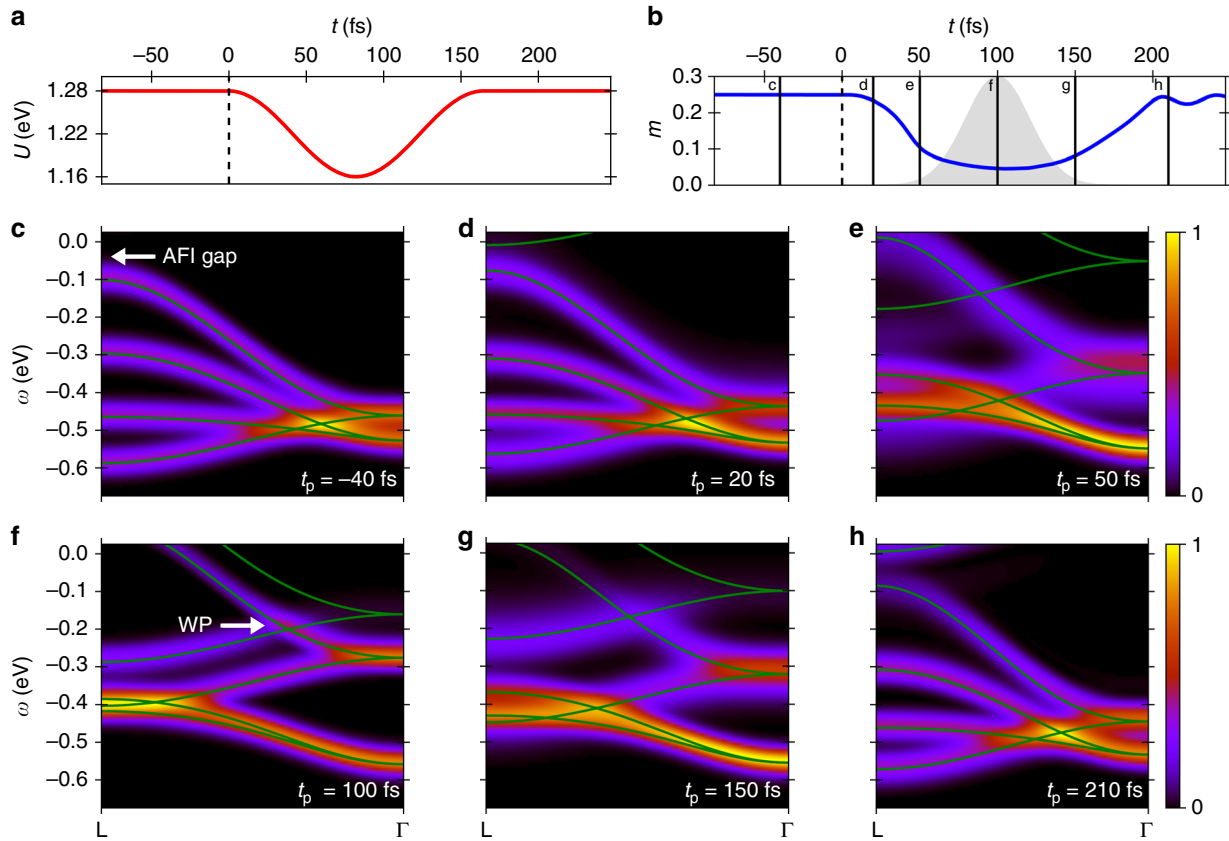 a
t (fs)
−50 0 50 100 150 200
1.28
1.22
1.16
U (eV)
b
t (fs)
−50 0 50 100 150 200
0.3
0.2
0.1
0.0
m
c d e f g h
c
0.0
−0.1
−0.2
−0.3
−0.4
−0.5
−0.6
ω (eV)
AFI gap
tp = −40 fs
d
tp = 20 fs
e
tp = 50 fs
1
0
f
0.0
−0.1
−0.2
−0.3
−0.4
−0.5
−0.6
ω (eV)
WP
tp = 100 fs
L Γ
g
tp = 150 fs
h
tp = 210 fs
L Γ
1
0